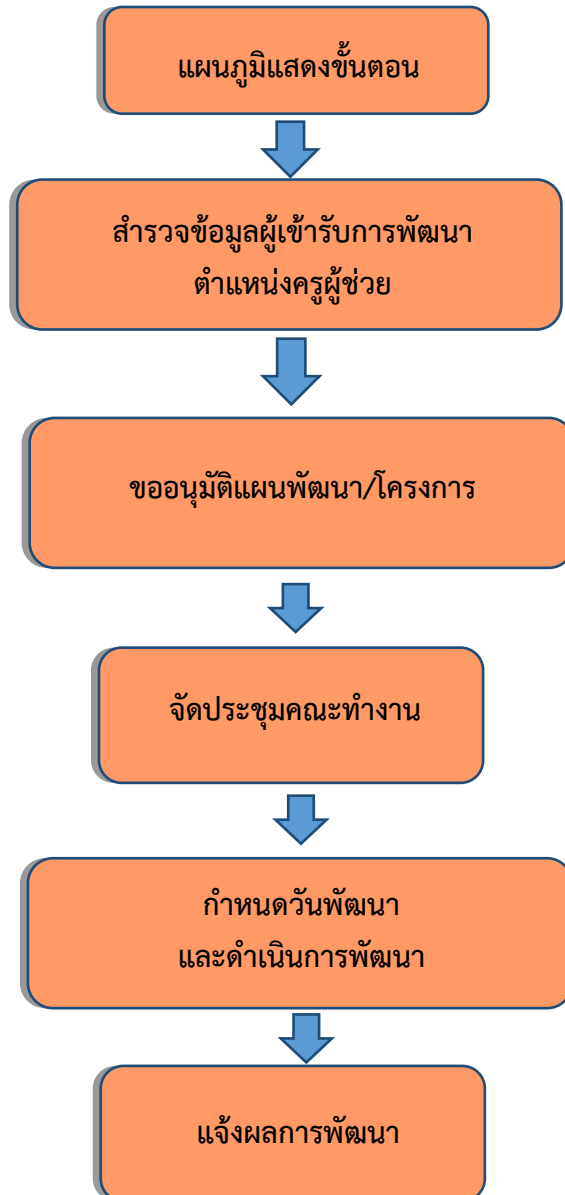 แผนภูมิแสดงขั้นตอน
สำรวจข้อมูลผู้เข้ารับการพัฒนา
ตำแหน่งครูผู้ช่วย
ขออนุมัติแผนพัฒนา/โครงการ
จัดประชุมคณะทำงาน
กำหนดวันพัฒนา
และดำเนินการพัฒนา
แจ้งผลการพัฒนา